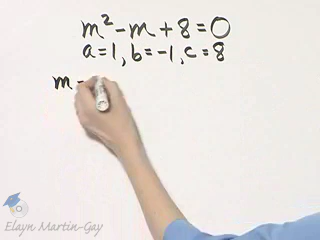 m² - m + 8 = 0
a = 1, b = -1, c = 8
m =
Elayn Martin-Gay